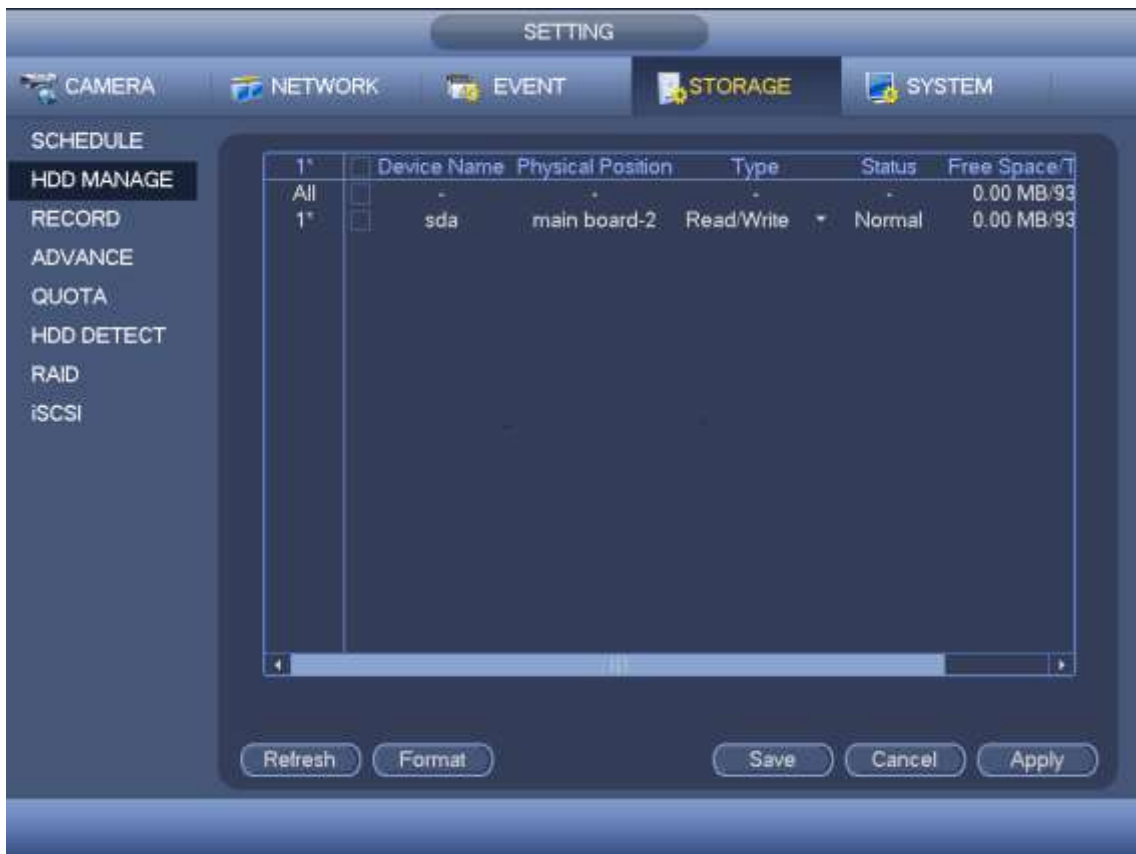 SETTING
CAMERA NETWORK EVENT STORAGE SYSTEM
SCHEDULE
HDD MANAGE
RECORD
ADVANCE
QUOTA
HDD DETECT
RAID
iSCSI
1* Device Name Physical Position Type Status Free Space/T
All - - - - 0.00 MB/93
1* sda main board-2 Read/Write Normal 0.00 MB/93
Refresh Format Save Cancel Apply